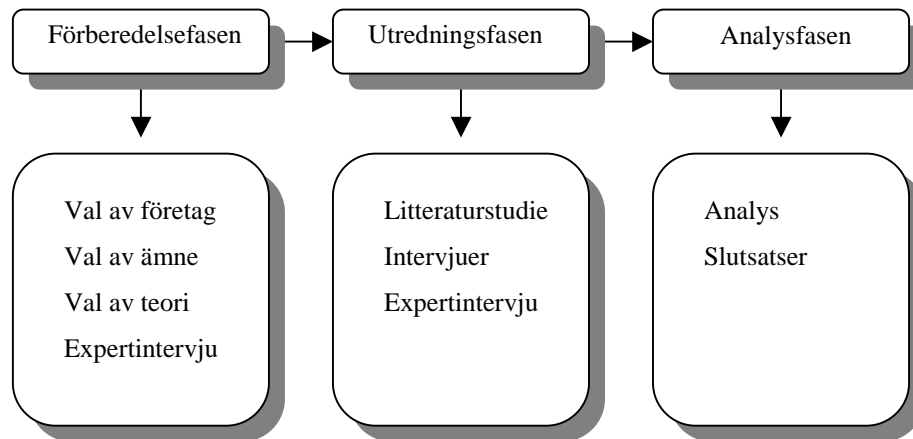 Förberedelsefasen
Utredningsfasen
Analysfasen
Val av företag
Val av ämne
Val av teori
Expertintervju
Litteraturstudie
Intervjuer
Expertintervju
Analys
Slutsatser